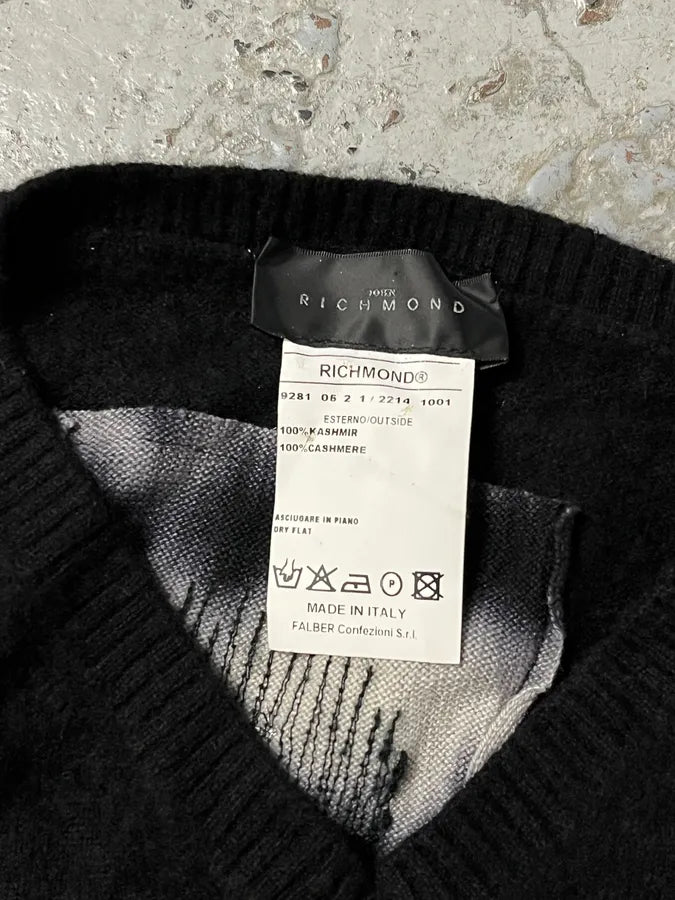 JOHN
RICHMOND
RICHMOND®
9281 06 2 1/2214 1001
ESTERNO/OUTSIDE
100%KASHMIR
100%CASHMERE
ASCIUGARE IN PIANO
DRY FLAT
P
MADE IN ITALY
FALBER Confezioni S.r.l.